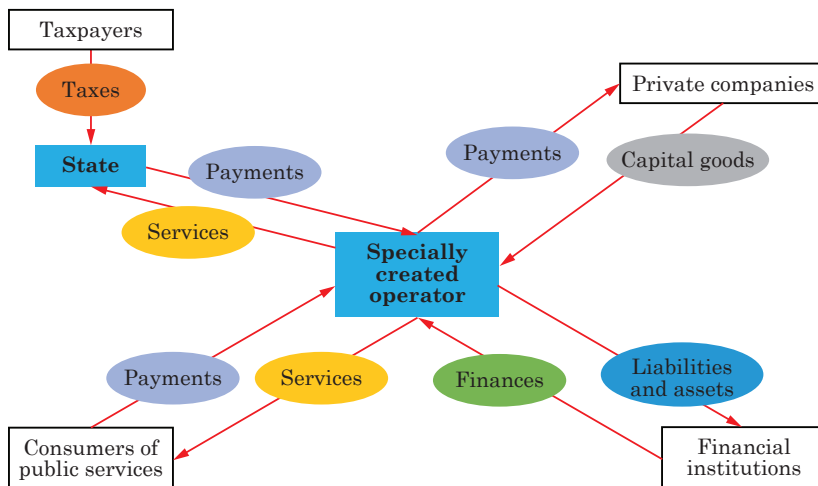 Taxpayers
Taxes
Private companies
State
Payments
Payments
Capital goods
Services
Specially
created
operator
Payments
Services
Finances
Liabilities
and assets
Consumers of
public services
Financial
institutions